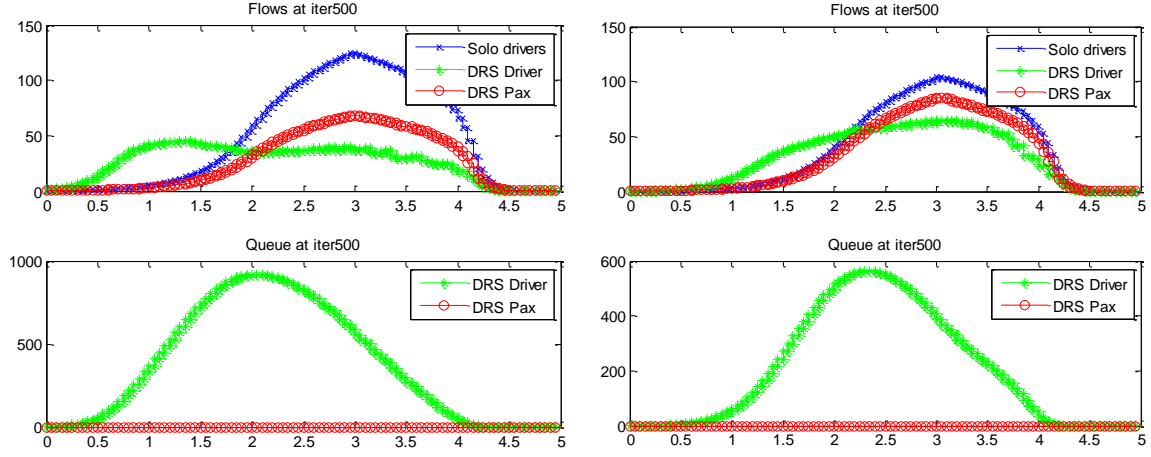 Flows at iter500
150
100
50
0
Solo drivers
DRS Driver
DRS Pax
0 0.5 1 1.5 2 2.5 3 3.5 4 4.5 5
Flows at iter500
150
100
50
0
Solo drivers
DRS Driver
DRS Pax
0 0.5 1 1.5 2 2.5 3 3.5 4 4.5 5
Queue at iter500
1000
500
0
DRS Driver
DRS Pax
0 0.5 1 1.5 2 2.5 3 3.5 4 4.5 5
Queue at iter500
600
400
200
0
DRS Driver
DRS Pax
0 0.5 1 1.5 2 2.5 3 3.5 4 4.5 5